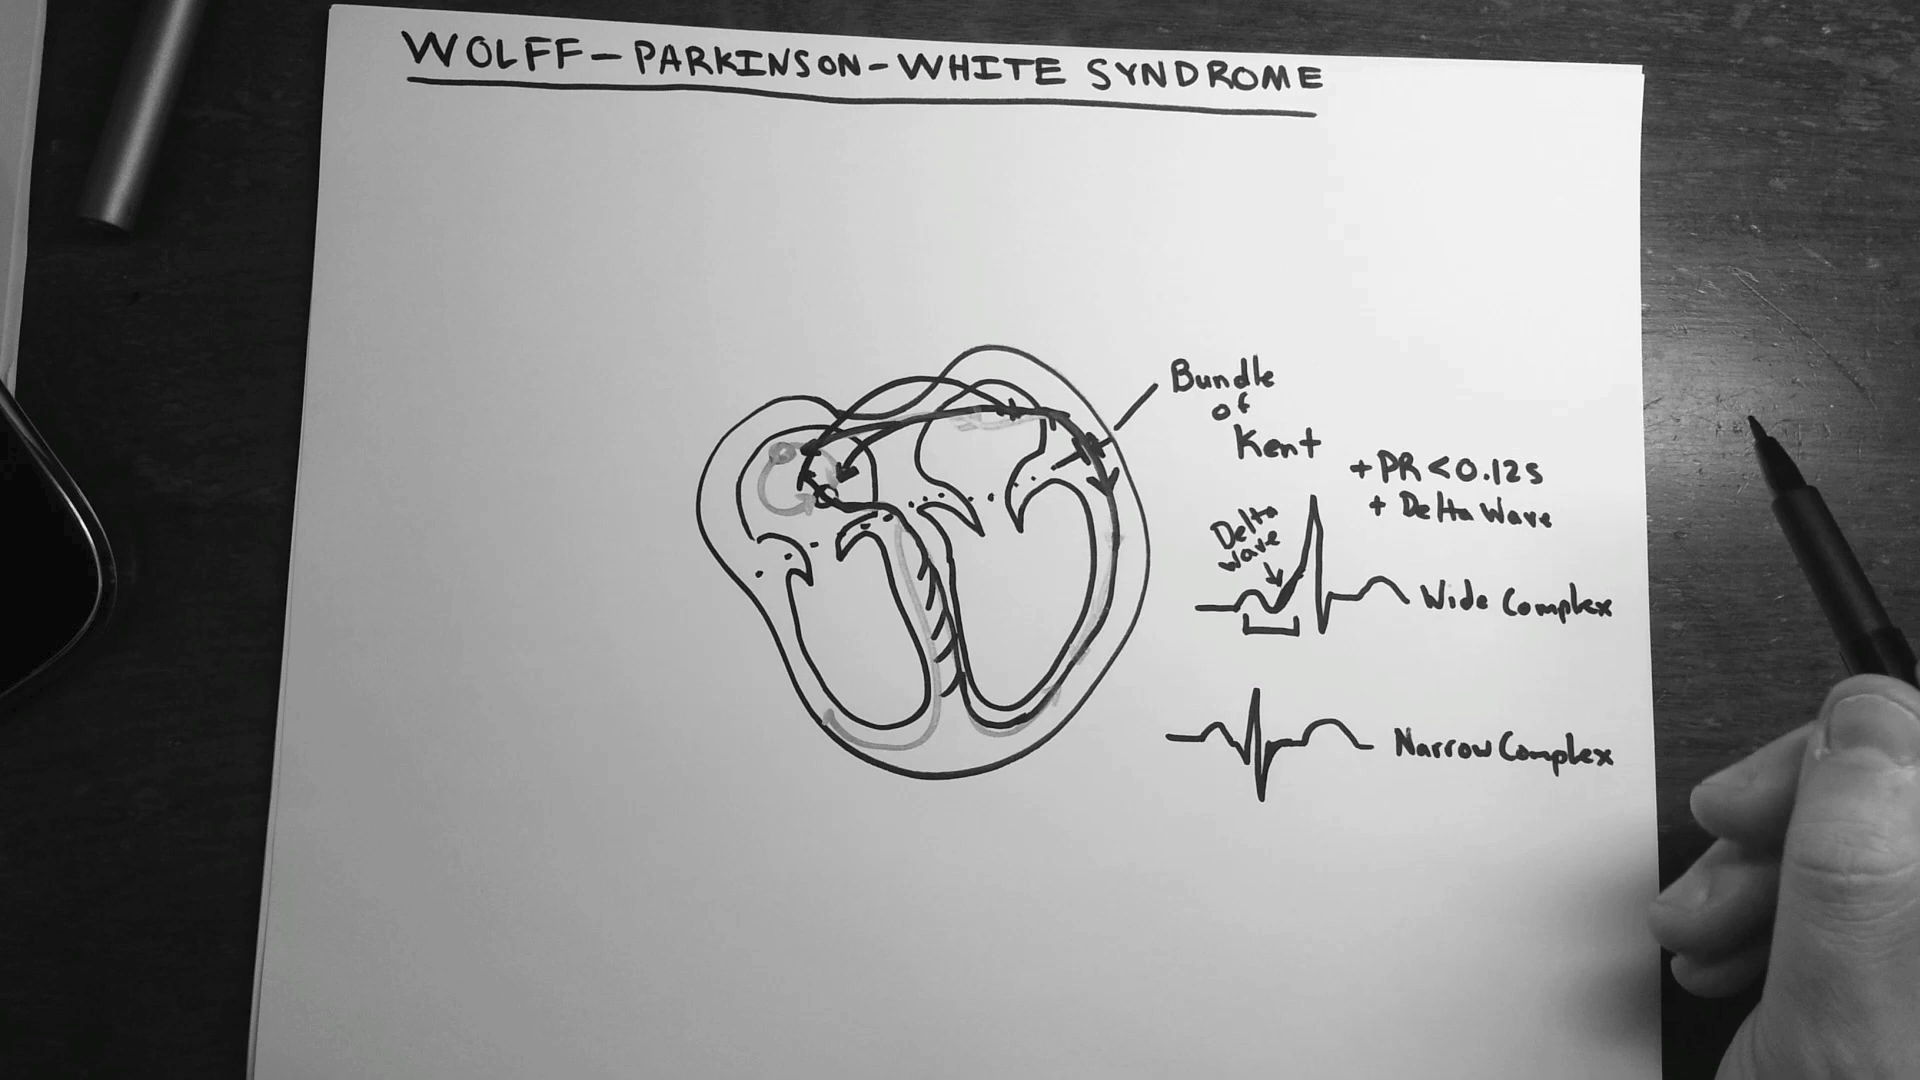 WOLFF-PARKINSON-WHITE SYNDROME
Bundle
of
Kent
+ PR < 0.12s
+ Delta Wave
Delta
wave
Wide Complex
Narrow Complex